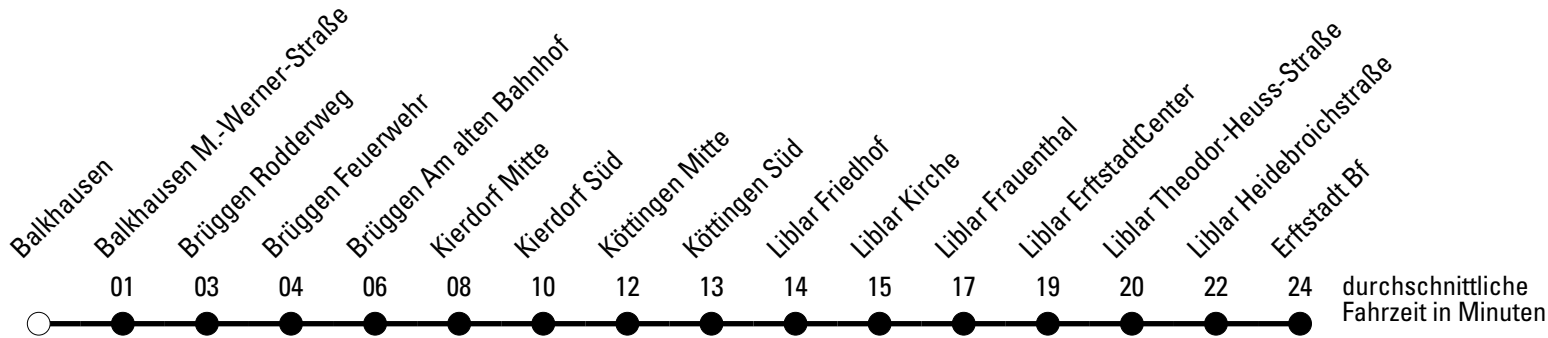 Balkhausen
Balkhausen M.-Werner-Straße
Brüggen Rodderweg
Brüggen Feuerwehr
Brüggen Am alten Bahnhof
Kierdorf Mitte
Kierdorf Süd
Köttingen Mitte
Köttingen Süd
Liblar Friedhof
Liblar Kirche
Liblar Frauenthal
Liblar ErftstadtCenter
Liblar Theodor-Heuss-Straße
Liblar Heidebroichstraße
Erftstadt Bf
01 03 04 06 08 10 12 13 14 15 17 19 20 22 24 durchschnittliche
Fahrzeit in Minuten